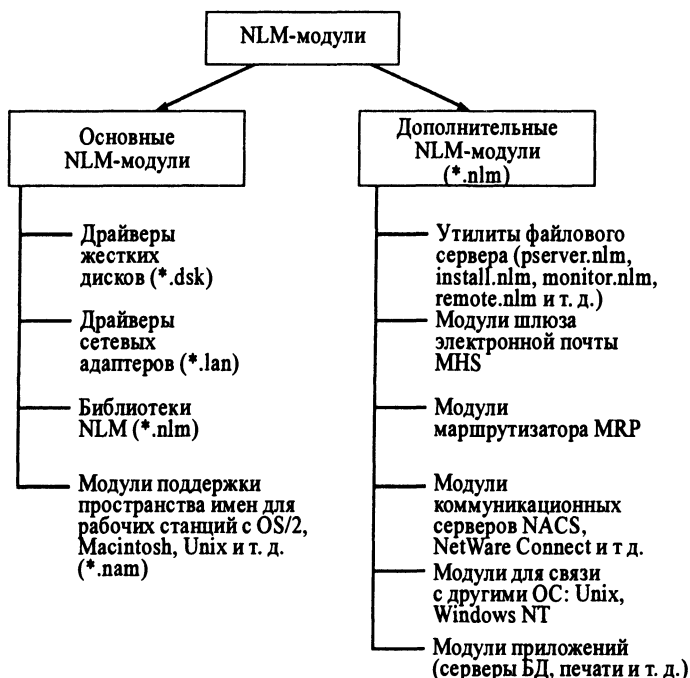 NLM-модули
Основные
NLM-модули
Драйверы
жестких
дисков (*.dsk)
Драйверы
сетевых
адаптеров (*.lan)
Библиотеки
NLM (*.nlm)
Модули поддержки
пространства имен для
рабочих станций с OS/2,
Macintosh, Unix и т. д.
(*.nam)
Дополнительные
NLM-модули
(*.nlm)
Утилиты файлового
сервера (pserver.nlm,
install.nlm, monitor.nlm,
remote.nlm и т. д.)
Модули шлюза
электронной почты
MHS
Модули
маршрутизатора MRP
Модули
коммуникационных
серверов NACS,
NetWare Connect и т д.
Модули для связи
с другими ОС: Unix,
Windows NT
Модули приложений
(серверы БД, печати и т. д.)